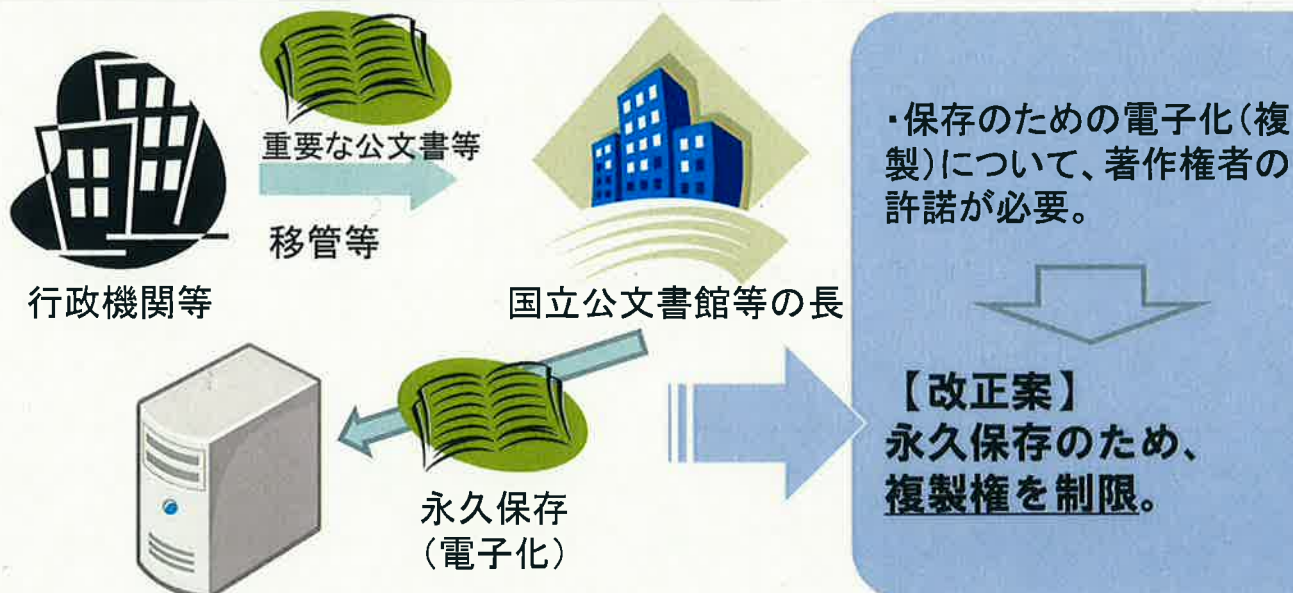 重要な公文書等
移管等
行政機関等
国立公文書館等の長
永久保存
（電子化）
・保存のための電子化（複
製）について、著作権者の
許諾が必要。
【改正案】
永久保存のため、
複製権を制限。